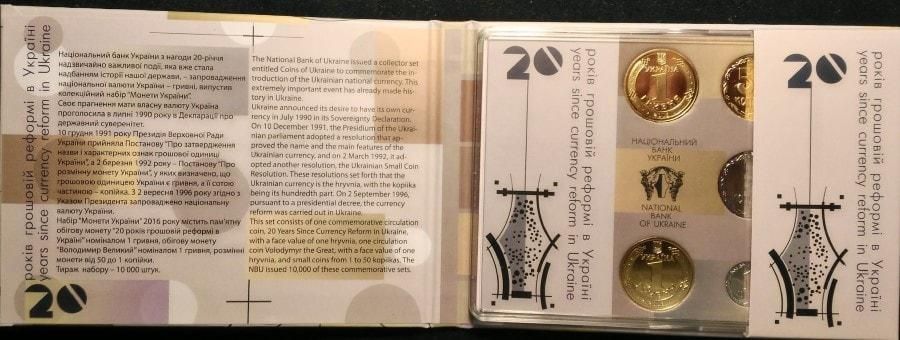 років грошовій реформі в Україні
years since currency reform in Ukraine
20
Національний банк України з нагоди 20-річчя
надзвичайно важливої події, яка вже стала
надбанням історії нашої держави, – запровадження
національної валюти України – гривні, випустив
колекційний набір "Монети України".
Своє прагнення мати власну валюту Україна
проголосила в липні 1990 року в Декларації про
державний суверенітет.
10 грудня 1991 року Президія Верховної Ради
України прийняла Постанову "Про затвердження
назви і характерних ознак грошової одиниці
України", а 2 березня 1992 року – Постанову "Про
розмінну монету України", у яких визначено, що
грошовою одиницею України є гривня, а її сотою
частиною – копійка. З 2 вересня 1996 року згідно з
Указом Президента запроваджено національну
валюту України.
Набір "Монети України" 2016 року містить пам'ятну
обігову монету "20 років грошовій реформі в
Україні" номіналом 1 гривня, обігову монету
"Володимир Великий" номіналом 1 гривня, розмінні
монети від 50 до 1 копійки.
Тираж набору – 10 000 штук.
The National Bank of Ukraine issued a collector set
entitled Coins of Ukraine to commemorate the in-
troduction of the Ukrainian national currency. This
extremely important event has already made his-
tory in Ukraine.
Ukraine announced its desire to have its own cur-
rency in July 1990 in its Sovereignty Declaration.
On 10 December 1991, the Presidium of the Ukrai-
nian parliament adopted a resolution that ap-
proved the name and the main features of the
Ukrainian currency, and on 2 March 1992, it ad-
opted another resolution, the Ukrainian Small Coin
Resolution. These resolutions set forth that the
Ukrainian currency is the hryvnia, with the kopiika
being its hundredth part. On 2 September 1996,
pursuant to a presidential decree, the currency
reform was carried out in Ukraine.
This set consists of one commemorative circulation
coin, 20 Years Since Currency Reform in Ukraine,
with a face value of one hryvnia, one circulation
coin Volodymyr the Great, with a face value of one
hryvnia, and small coins from 1 to 50 kopiikas. The
NBU issued 10,000 of these commemorative sets.
20
років грошовій реформі в Україні
years since currency reform in Ukraine
УКРАЇНА
1
ГРИВНЯ
НАЦІОНАЛЬНИЙ
БАНК
УКРАЇНИ
NATIONAL
BANK
OF UKRAINE
1
20
років грошовій реформі в Україні
years since currency reform in Ukraine